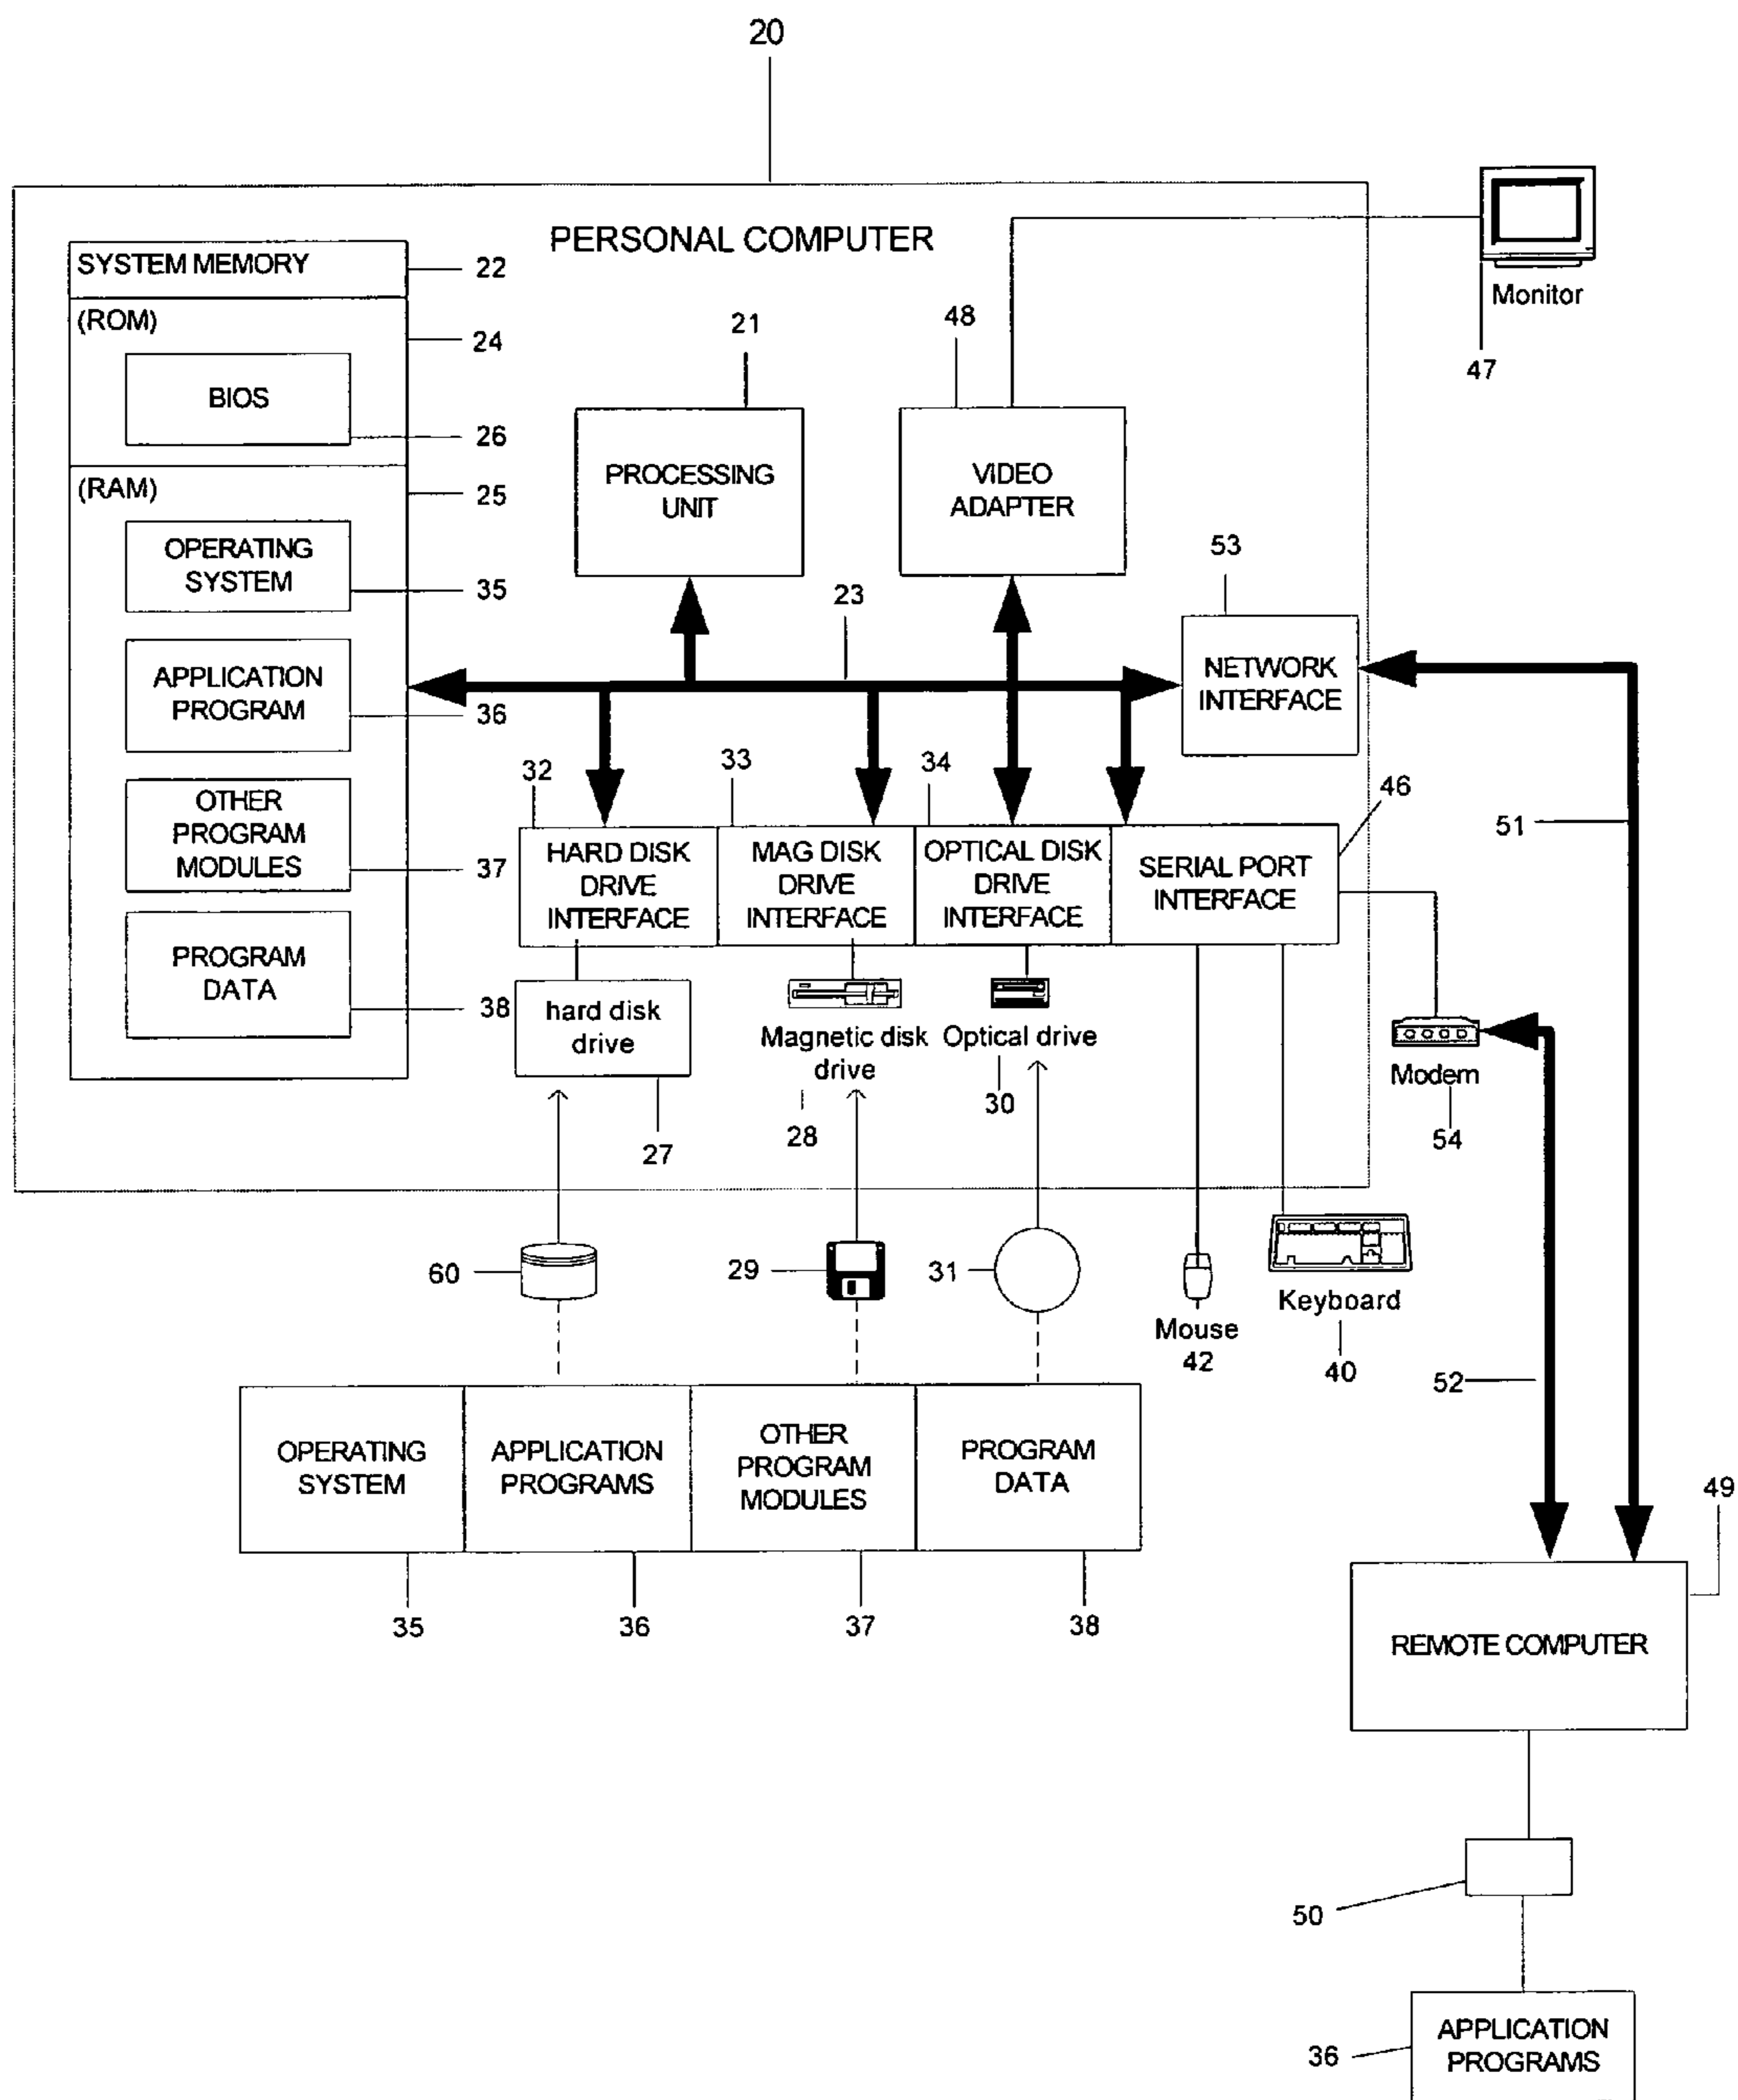 20
PERSONAL COMPUTER
SYSTEM MEMORY
22
(ROM)
24
BIOS
26
(RAM)
25
OPERATING
SYSTEM
35
APPLICATION
PROGRAM
36
OTHER
PROGRAM
MODULES
37
PROGRAM
DATA
38
21
PROCESSING
UNIT
48
VIDEO
ADAPTER
Monitor
47
23
53
NETWORK
INTERFACE
32
HARD DISK
DRIVE
INTERFACE
33
MAG DISK
DRIVE
INTERFACE
34
OPTICAL DISK
DRIVE
INTERFACE
46
SERIAL PORT
INTERFACE
51
hard disk
drive
27
Magnetic disk
drive
28
Optical drive
30
Modem
54
60
29
31
Mouse
42
Keyboard
40
52
OPERATING
SYSTEM
35
APPLICATION
PROGRAMS
36
OTHER
PROGRAM
MODULES
37
PROGRAM
DATA
38
49
REMOTE COMPUTER
50
36
APPLICATION
PROGRAMS